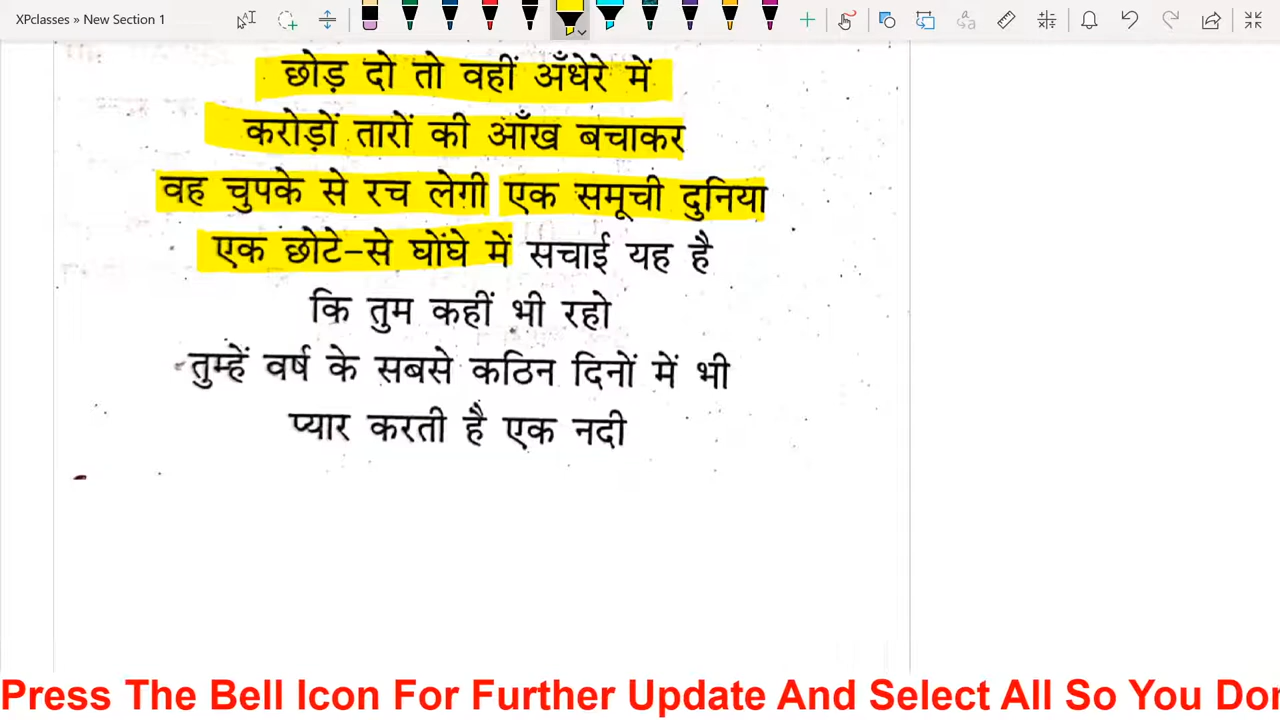 XPclasses » New Section 1
छोड़ दो तो वहीं अँधेरे में
करोड़ों तारों की आँख बचाकर
वह चुपके से रच लेगी एक समूची दुनिया
एक छोटे-से घोंघे में सचाई यह है
कि तुम कहीं भी रहो
तुम्हें वर्ष के सबसे कठिन दिनों में भी
प्यार करती है एक नदी
Press The Bell Icon For Further Update And Select All So You Don